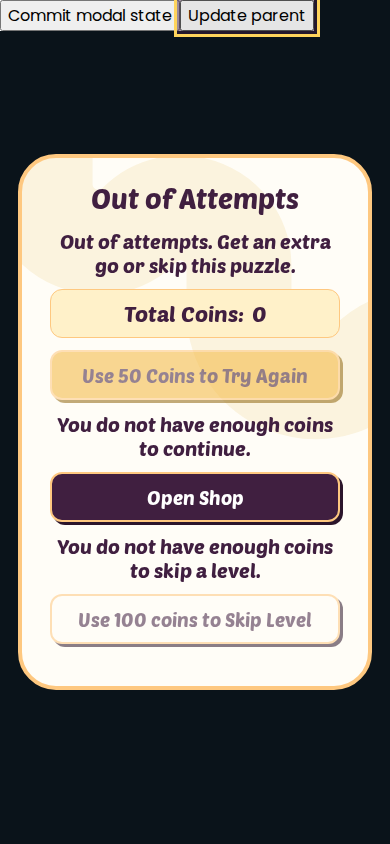 Commit modal state Update parent
Out of Attempts
Out of attempts. Get an extra
go or skip this puzzle.
Total Coins: 0
Use 50 Coins to Try Again
You do not have enough coins
to continue.
Open Shop
You do not have enough coins
to skip a level.
Use 100 coins to Skip Level